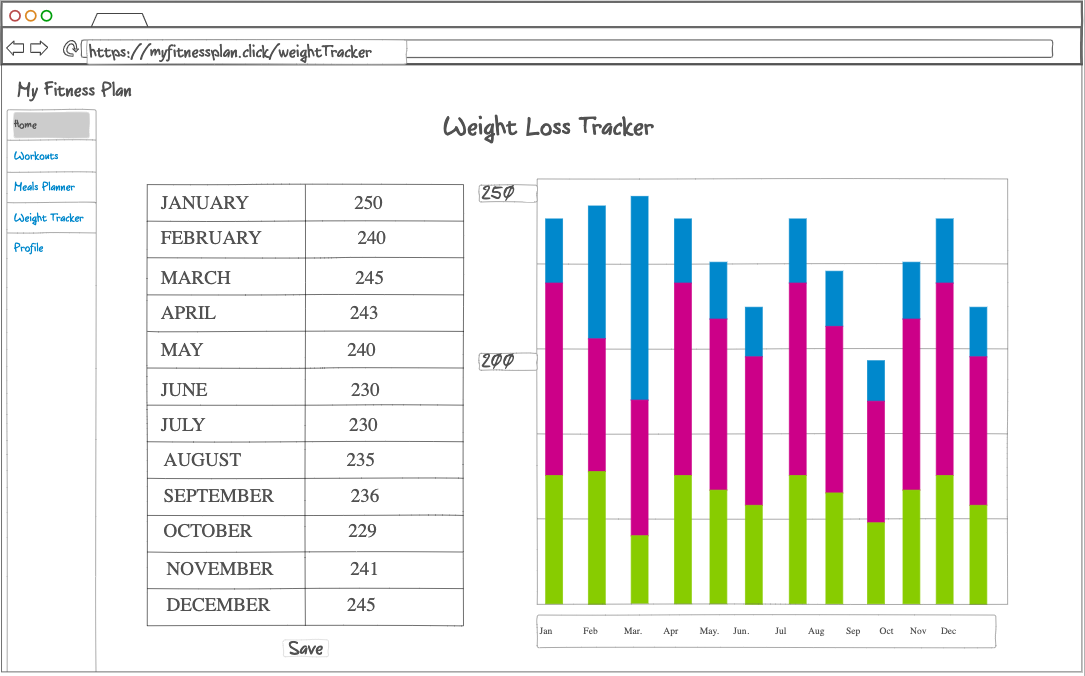 https://myfitnessplan.click/weightTracker
My Fitness Plan
Home
Workouts
Meals Planner
Weight Tracker
Profile
Weight Loss Tracker
JANUARY 250
FEBRUARY 240
MARCH 245
APRIL 243
MAY 240
JUNE 230
JULY 230
AUGUST 235
SEPTEMBER 236
OCTOBER 229
NOVEMBER 241
DECEMBER 245
Save
250
200
Jan Feb Mar. Apr May. Jun. Jul Aug Sep Oct Nov Dec